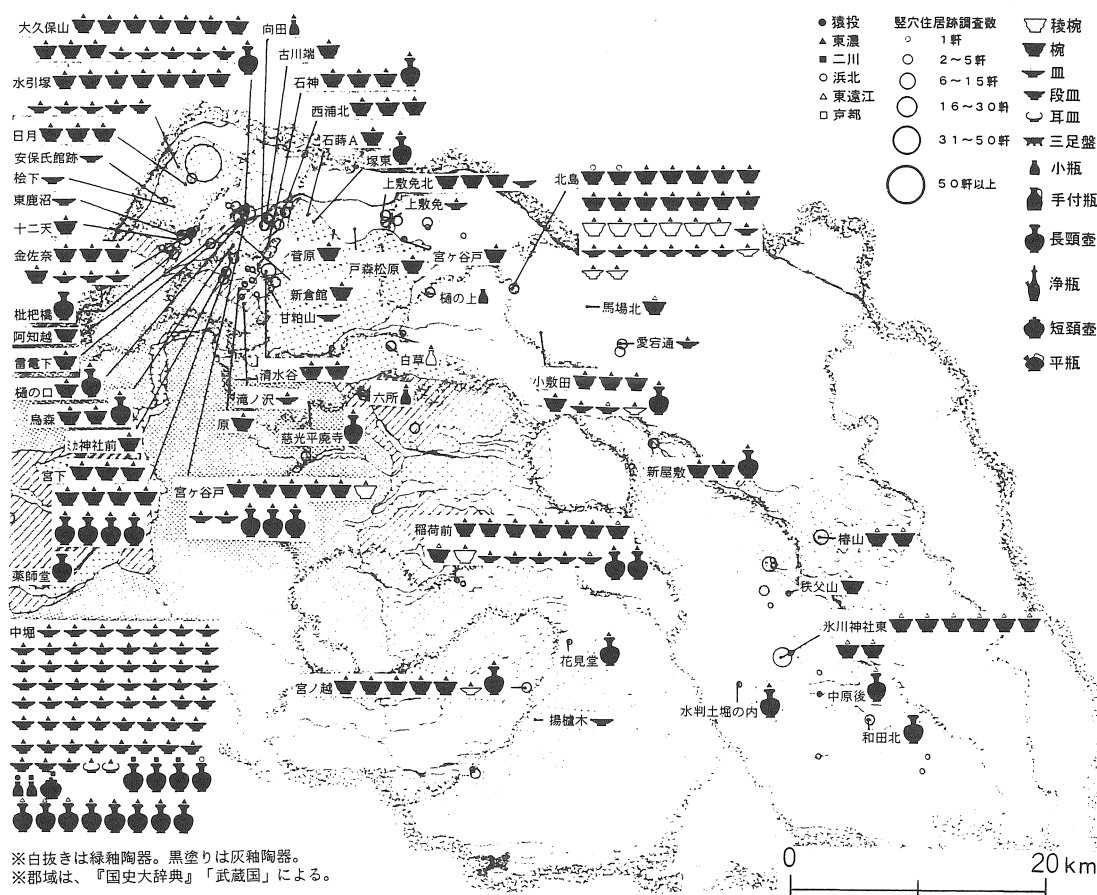 大久保山
向田
古川端
水引塚
石神
西浦北
日月
石蒔A
安保氏館跡
塚東
桧下
上敷免北
北島
東鹿沼
上敷免
十二天
金佐奈
菅原
戸森松原
宮ヶ谷戸
新倉館
樋の上
枇杷橋
甘粕山
馬場北
阿知越
愛宕通
雷電下
白草
清水谷
小敷田
樋の口
滝ノ沢
六所
烏森
原
慈光平廃寺
神社前
宮下
新屋敷
宮ヶ谷戸
稲荷前
椿山
薬師堂
秩父山
中堀
氷川神社東
花見堂
宮ノ越
中原後
水判土堀の内
揚櫨木
和田北
●猿投
▲東濃
■二川
○浜北
△東遠江
□京都
竪穴住居跡調査数
1軒
2～5軒
6～15軒
16～30軒
31～50軒
50軒以上
稜椀
椀
皿
段皿
耳皿
三足盤
小瓶
手付瓶
長頸壺
浄瓶
短頚壺
平瓶
※白抜きは緑釉陶器。黒塗りは灰釉陶器。
※郡域は、『国史大辞典』「武蔵国」による。
0 20km